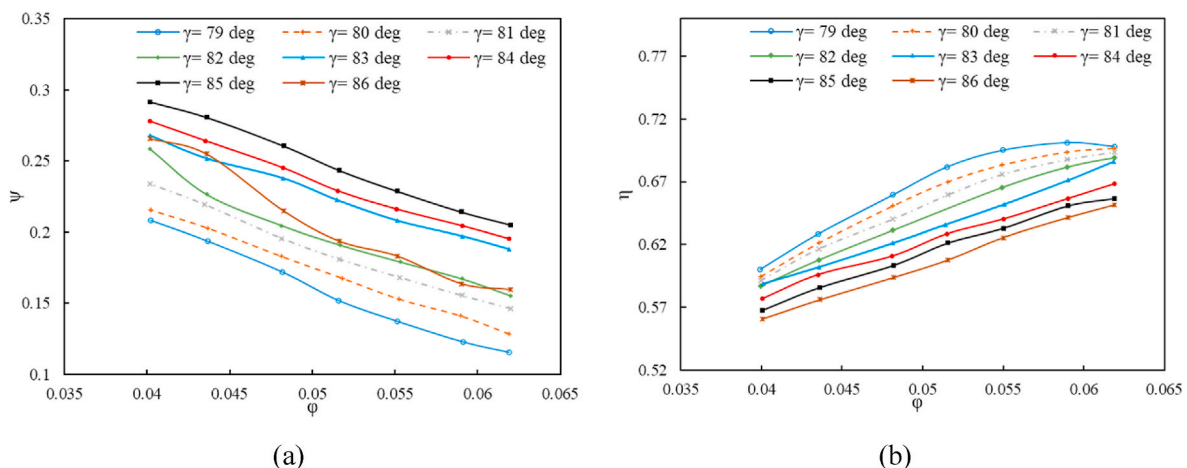 0.35
γ= 79 deg γ= 80 deg γ= 81 deg
γ= 82 deg γ= 83 deg γ= 84 deg
γ= 85 deg γ= 86 deg
0.3
0.25
ψ
0.2
0.15
0.1
0.035 0.04 0.045 0.05 0.055 0.06 0.065
φ
(a)
γ= 79 deg γ= 80 deg γ= 81 deg
0.77
γ= 82 deg γ= 83 deg γ= 84 deg
γ= 85 deg γ= 86 deg
0.72
0.67
η
0.62
0.57
0.52
0.035 0.04 0.045 0.05 0.055 0.06 0.065
φ
(b)